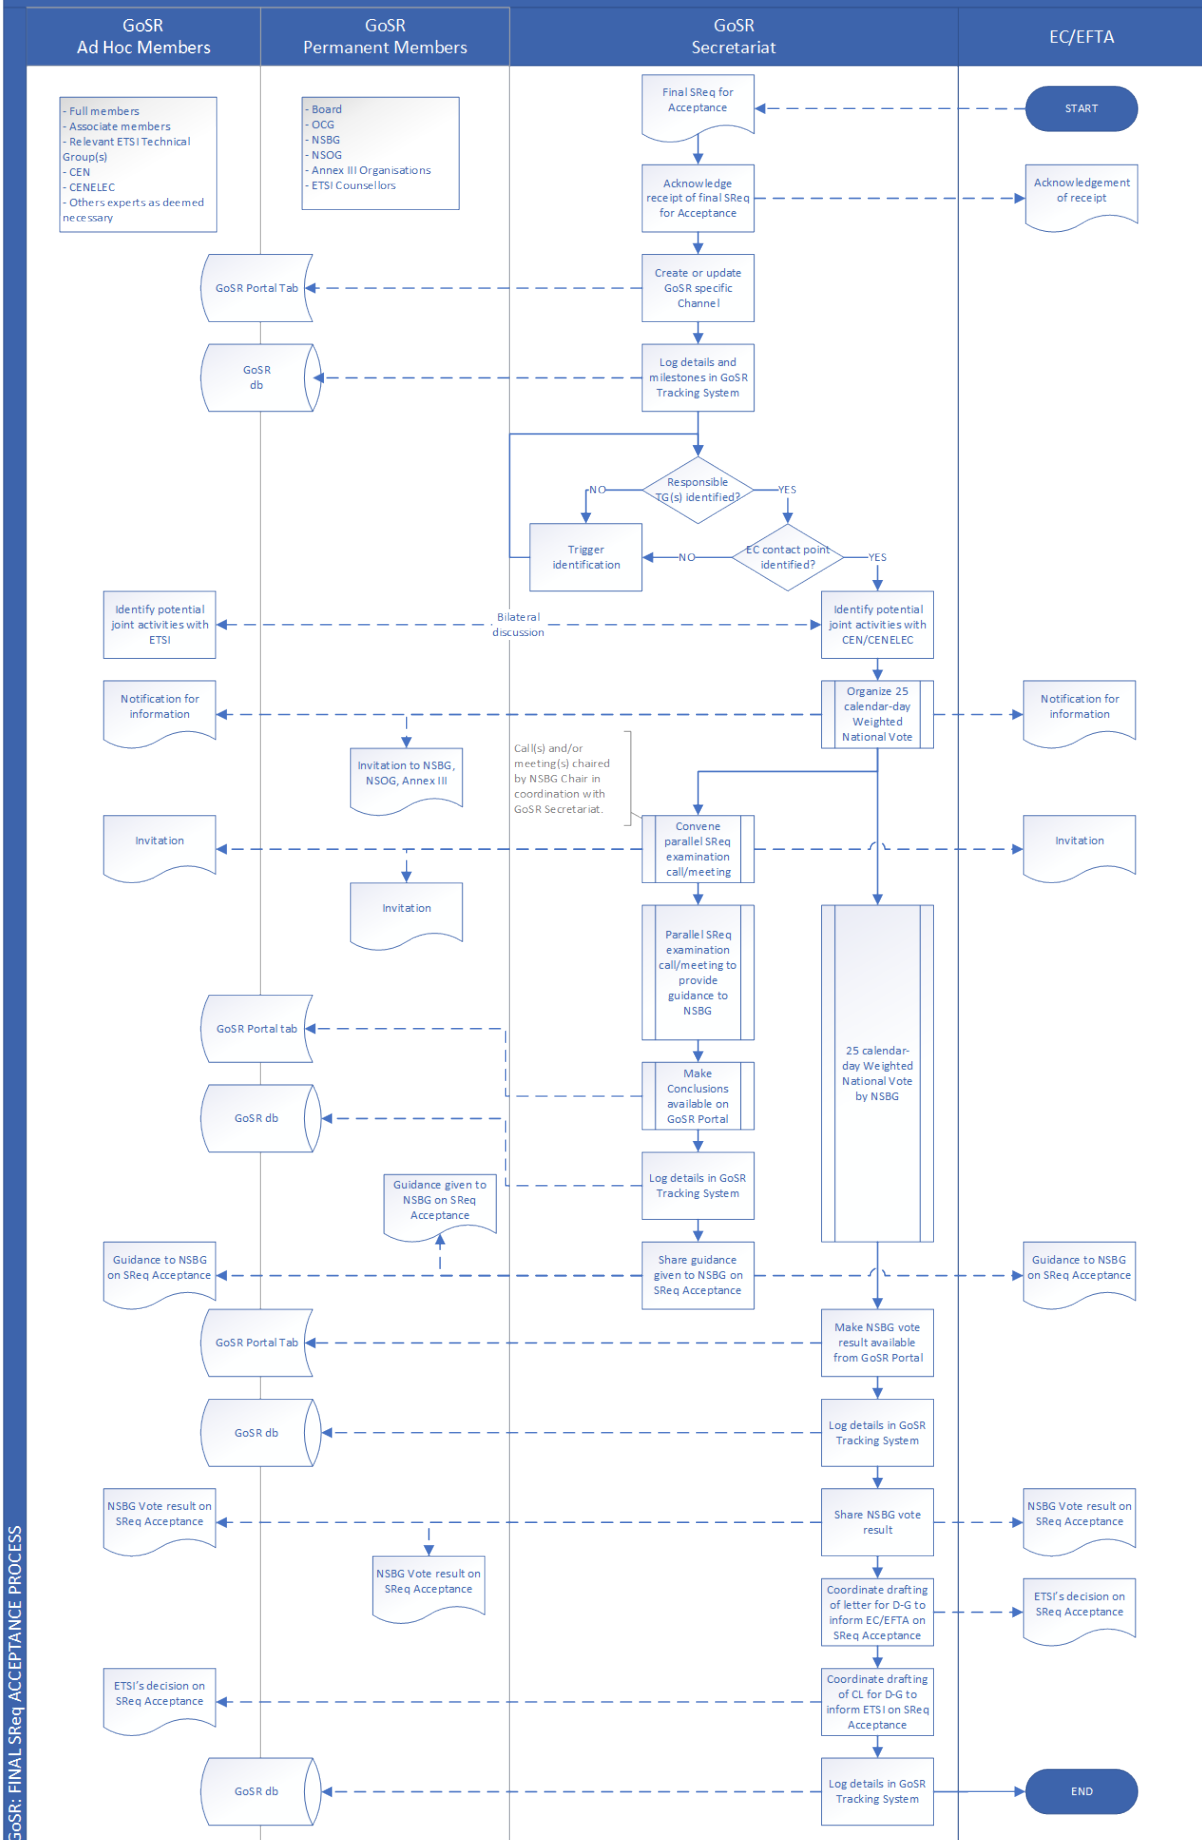 GoSR
Ad Hoc Members
GoSR
Permanent Members
GoSR
Secretariat
EC/EFTA
- Full members
- Associate members
- Relevant ETSI Technical
Group(s)
- CEN
- CENELEC
- Others experts as deemed
necessary
- Board
- OCG
- NSBG
- NSOG
- Annex III Organisations
- ETSI Counsellors
Final SReq for
Acceptance
START
Acknowledge
receipt of final SReq
for Acceptance
Acknowledgement
of receipt
GoSR Portal Tab
Create or update
GoSR specific
Channel
GoSR
db
Log details and
milestones in GoSR
Tracking System
Responsible
TG(s) identified?
NO
YES
Trigger
identification
NO
EC contact point
identified?
YES
Identify potential
joint activities with
ETSI
Bilateral
discussion
Identify potential
joint activities with
CEN/CENELEC
Notification for
information
Organize 25
calendar-day
Weighted
National Vote
Notification for
information
Invitation to NSBG,
NSOG, Annex III
Call(s) and/or
meeting(s) chaired
by NSBG Chair in
coordination with
GoSR Secretariat.
Invitation
Convene
parallel SReq
examination
call/meeting
Invitation
Invitation
Parallel SReq
examination
call/meeting to
provide
guidance to
NSBG
25 calendar-
day Weighted
National Vote
by NSBG
GoSR Portal tab
Make
Conclusions
available on
GoSR Portal
GoSR db
Log details in GoSR
Tracking System
Guidance given to
NSBG on SReq
Acceptance
Guidance to NSBG
on SReq Acceptance
Share guidance
given to NSBG on
SReq Acceptance
Guidance to NSBG
on SReq Acceptance
GoSR Portal Tab
Make NSBG vote
result available
from GoSR Portal
GoSR db
Log details in GoSR
Tracking System
NSBG Vote result on
SReq Acceptance
Share NSBG vote
result
NSBG Vote result on
SReq Acceptance
NSBG Vote result on
SReq Acceptance
Coordinate drafting
of letter for D-G to
inform EC/EFTA on
SReq Acceptance
ETSI's decision on
SReq Acceptance
ETSI's decision on
SReq Acceptance
Coordinate drafting
of CL for D-G to
inform ETSI on SReq
Acceptance
GoSR db
Log details in GoSR
Tracking System
END
GoSR: FINAL SReq ACCEPTANCE PROCESS